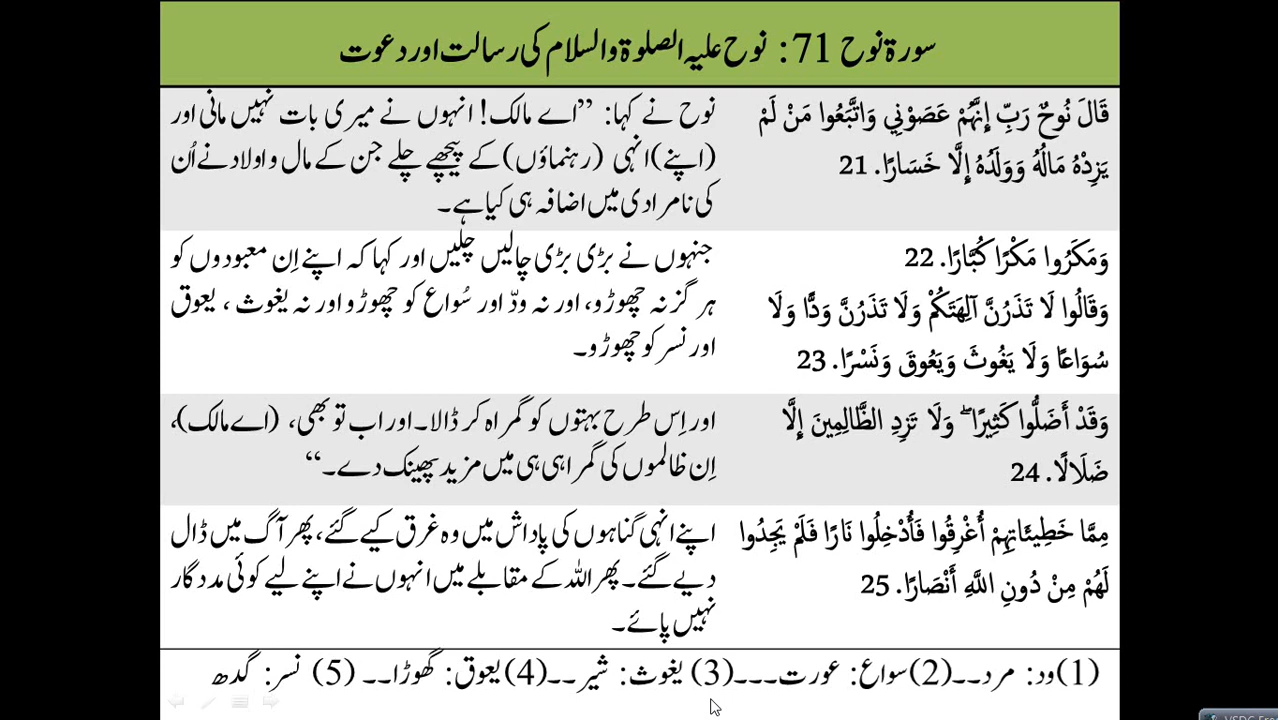 سورۃ نوح 71 : نوح علیہ الصلوۃ والسلام کی رسالت اور دعوت
قَالَ نُوحٌ رَبِّ إِنَّهُمْ عَصَوْنِي وَاتَّبَعُوا مَنْ لَمْ
يَزِدْهُ مَالُهُ وَوَلَدُهُ إِلَّا خَسَارًا. 21
نوح نے کہا: ”اے مالک! انہوں نے میری بات نہیں مانی اور
(اپنے) انہی (رہنماؤں) کے پیچھے چلے جن کے مال و اولاد نے اُن
کی نامرادی میں اضافہ ہی کیا ہے۔
وَمَكَرُوا مَكْرًا كُبَّارًا. 22
وَقَالُوا لَا تَذَرُنَّ آلِهَتَكُمْ وَلَا تَذَرُنَّ وَدًّا وَلَا
سُوَاعًا وَلَا يَغُوثَ وَيَعُوقَ وَنَسْرًا. 23
جنہوں نے بڑی بڑی چالیں چلیں اور کہا کہ اپنے اِن معبودوں کو
ہرگز نہ چھوڑو، اور نہ ودّ اور سُواع کو چھوڑو اور نہ یغوث ، یعوق
اور نسر کو چھوڑو۔
وَقَدْ أَضَلُّوا كَثِيرًا ۖ وَلَا تَزِدِ الظَّالِمِينَ إِلَّا
ضَلَالًا. 24
اور اِس طرح بہتوں کو گمراہ کر ڈالا۔ اور اب تو بھی، (اے مالک)،
اِن ظالموں کی گمراہی ہی میں مزید پھینک دے۔“
مِمَّا خَطِيئَاتِهِمْ أُغْرِقُوا فَأُدْخِلُوا نَارًا فَلَمْ يَجِدُوا
لَهُمْ مِنْ دُونِ اللَّهِ أَنْصَارًا. 25
اپنے انہی گناہوں کی پاداش میں وہ غرق کیے گئے، پھر آگ میں ڈال
دیے گئے۔ پھر اللہ کے مقابلے میں انہوں نے اپنے لیے کوئی مددگار
نہیں پائے۔
(1) ود: مرد۔۔(2) سواع: عورت۔۔۔(3) یغوث: شیر ۔۔(4) یعوق: گھوڑا۔۔ (5) نسر: گدھ